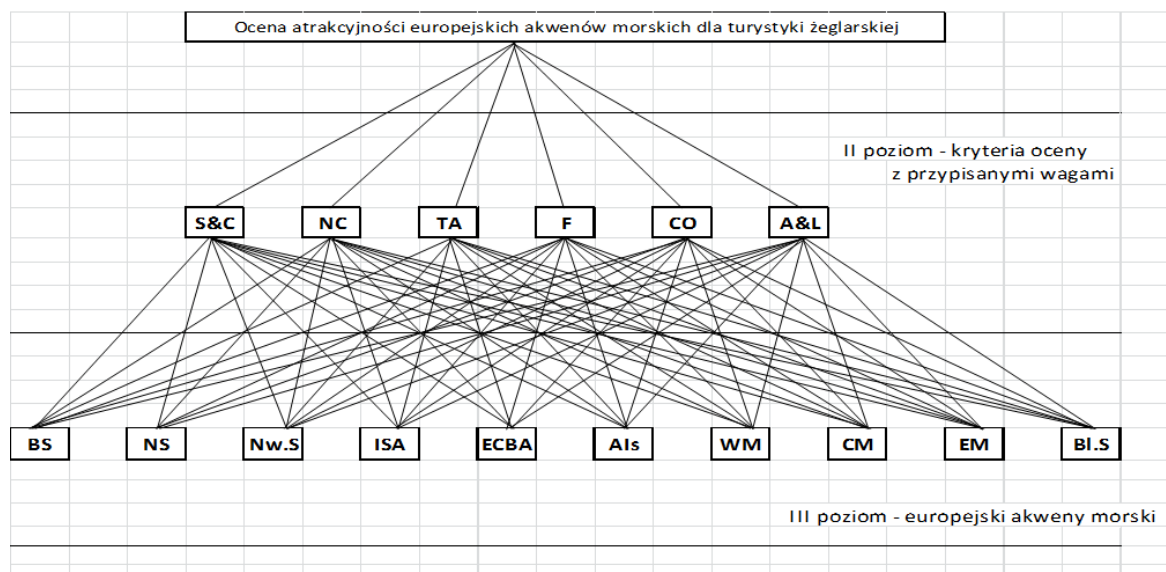 Ocena atrakcyjności europejskich akwenów morskich dla turystyki żeglarskiej
II poziom - kryteria oceny
z przypisanymi wagami
S&C NC TA F CO A&L
BS NS Nw.S ISA ECBA AIs WM CM EM Bl.S
III poziom - europejski akweny morski